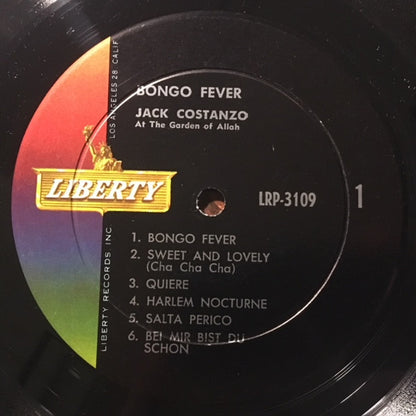 BONGO FEVER
JACK COSTANZO
At The Garden of Allah
LOS ANGELES 28 CALIF
LIBERTY
LIBERTY RECORDS INC
LRP-3109
1
1. BONGO FEVER
2. SWEET AND LOVELY
(Cha Cha Cha)
3. QUIERE
4. HARLEM NOCTURNE
5. SALTA PERICO
6. BEI MIR BIST DU
SCHON